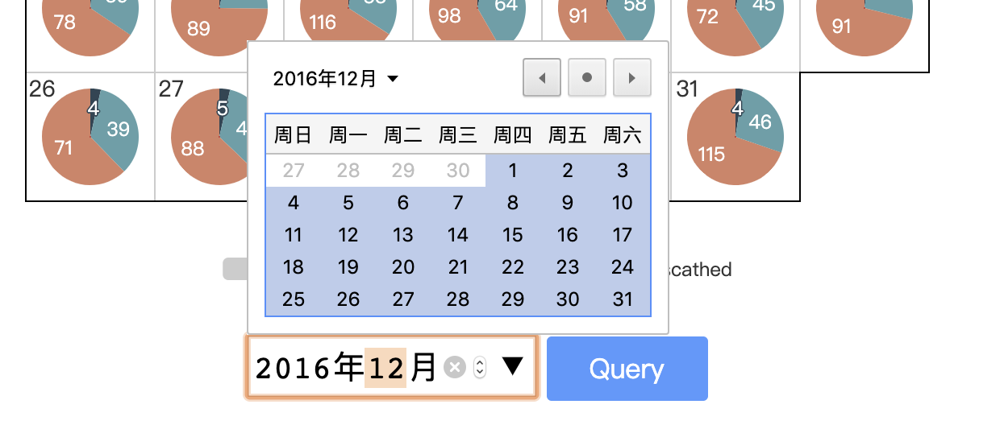 78 89 116 98 64 91 58 72 45 91
26 27 31
4 5 4
39 4 46
71 88 115
2016年12月
周日 周一 周二 周三 周四 周五 周六
27 28 29 30 1 2 3
4 5 6 7 8 9 10
11 12 13 14 15 16 17
18 19 20 21 22 23 24
25 26 27 28 29 30 31
scathed
2016年12月
Query